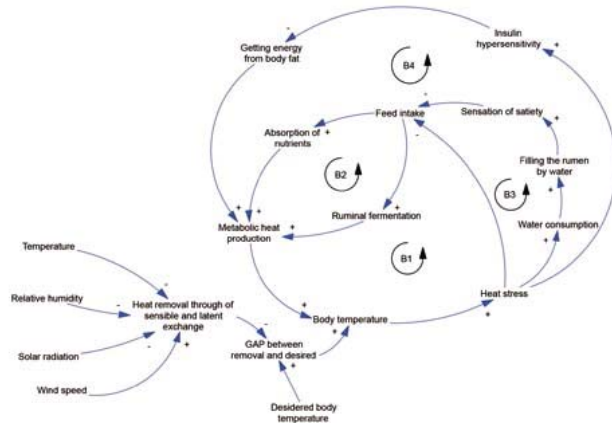 Insulin
hypersensitivity
Getting energy
from body fat
B4
Feed intake
Sensation of satiety
Absorption of
nutrients
Filling the rumen
by water
B2
B3
Ruminal fermentation
Metabolic heat
production
Water consumption
Temperature
B1
Relative humidity
Heat removal through of
sensible and latent
exchange
Heat stress
Body temperature
Solar radiation
GAP between
removal and desired
Wind speed
Desidered body
temperature